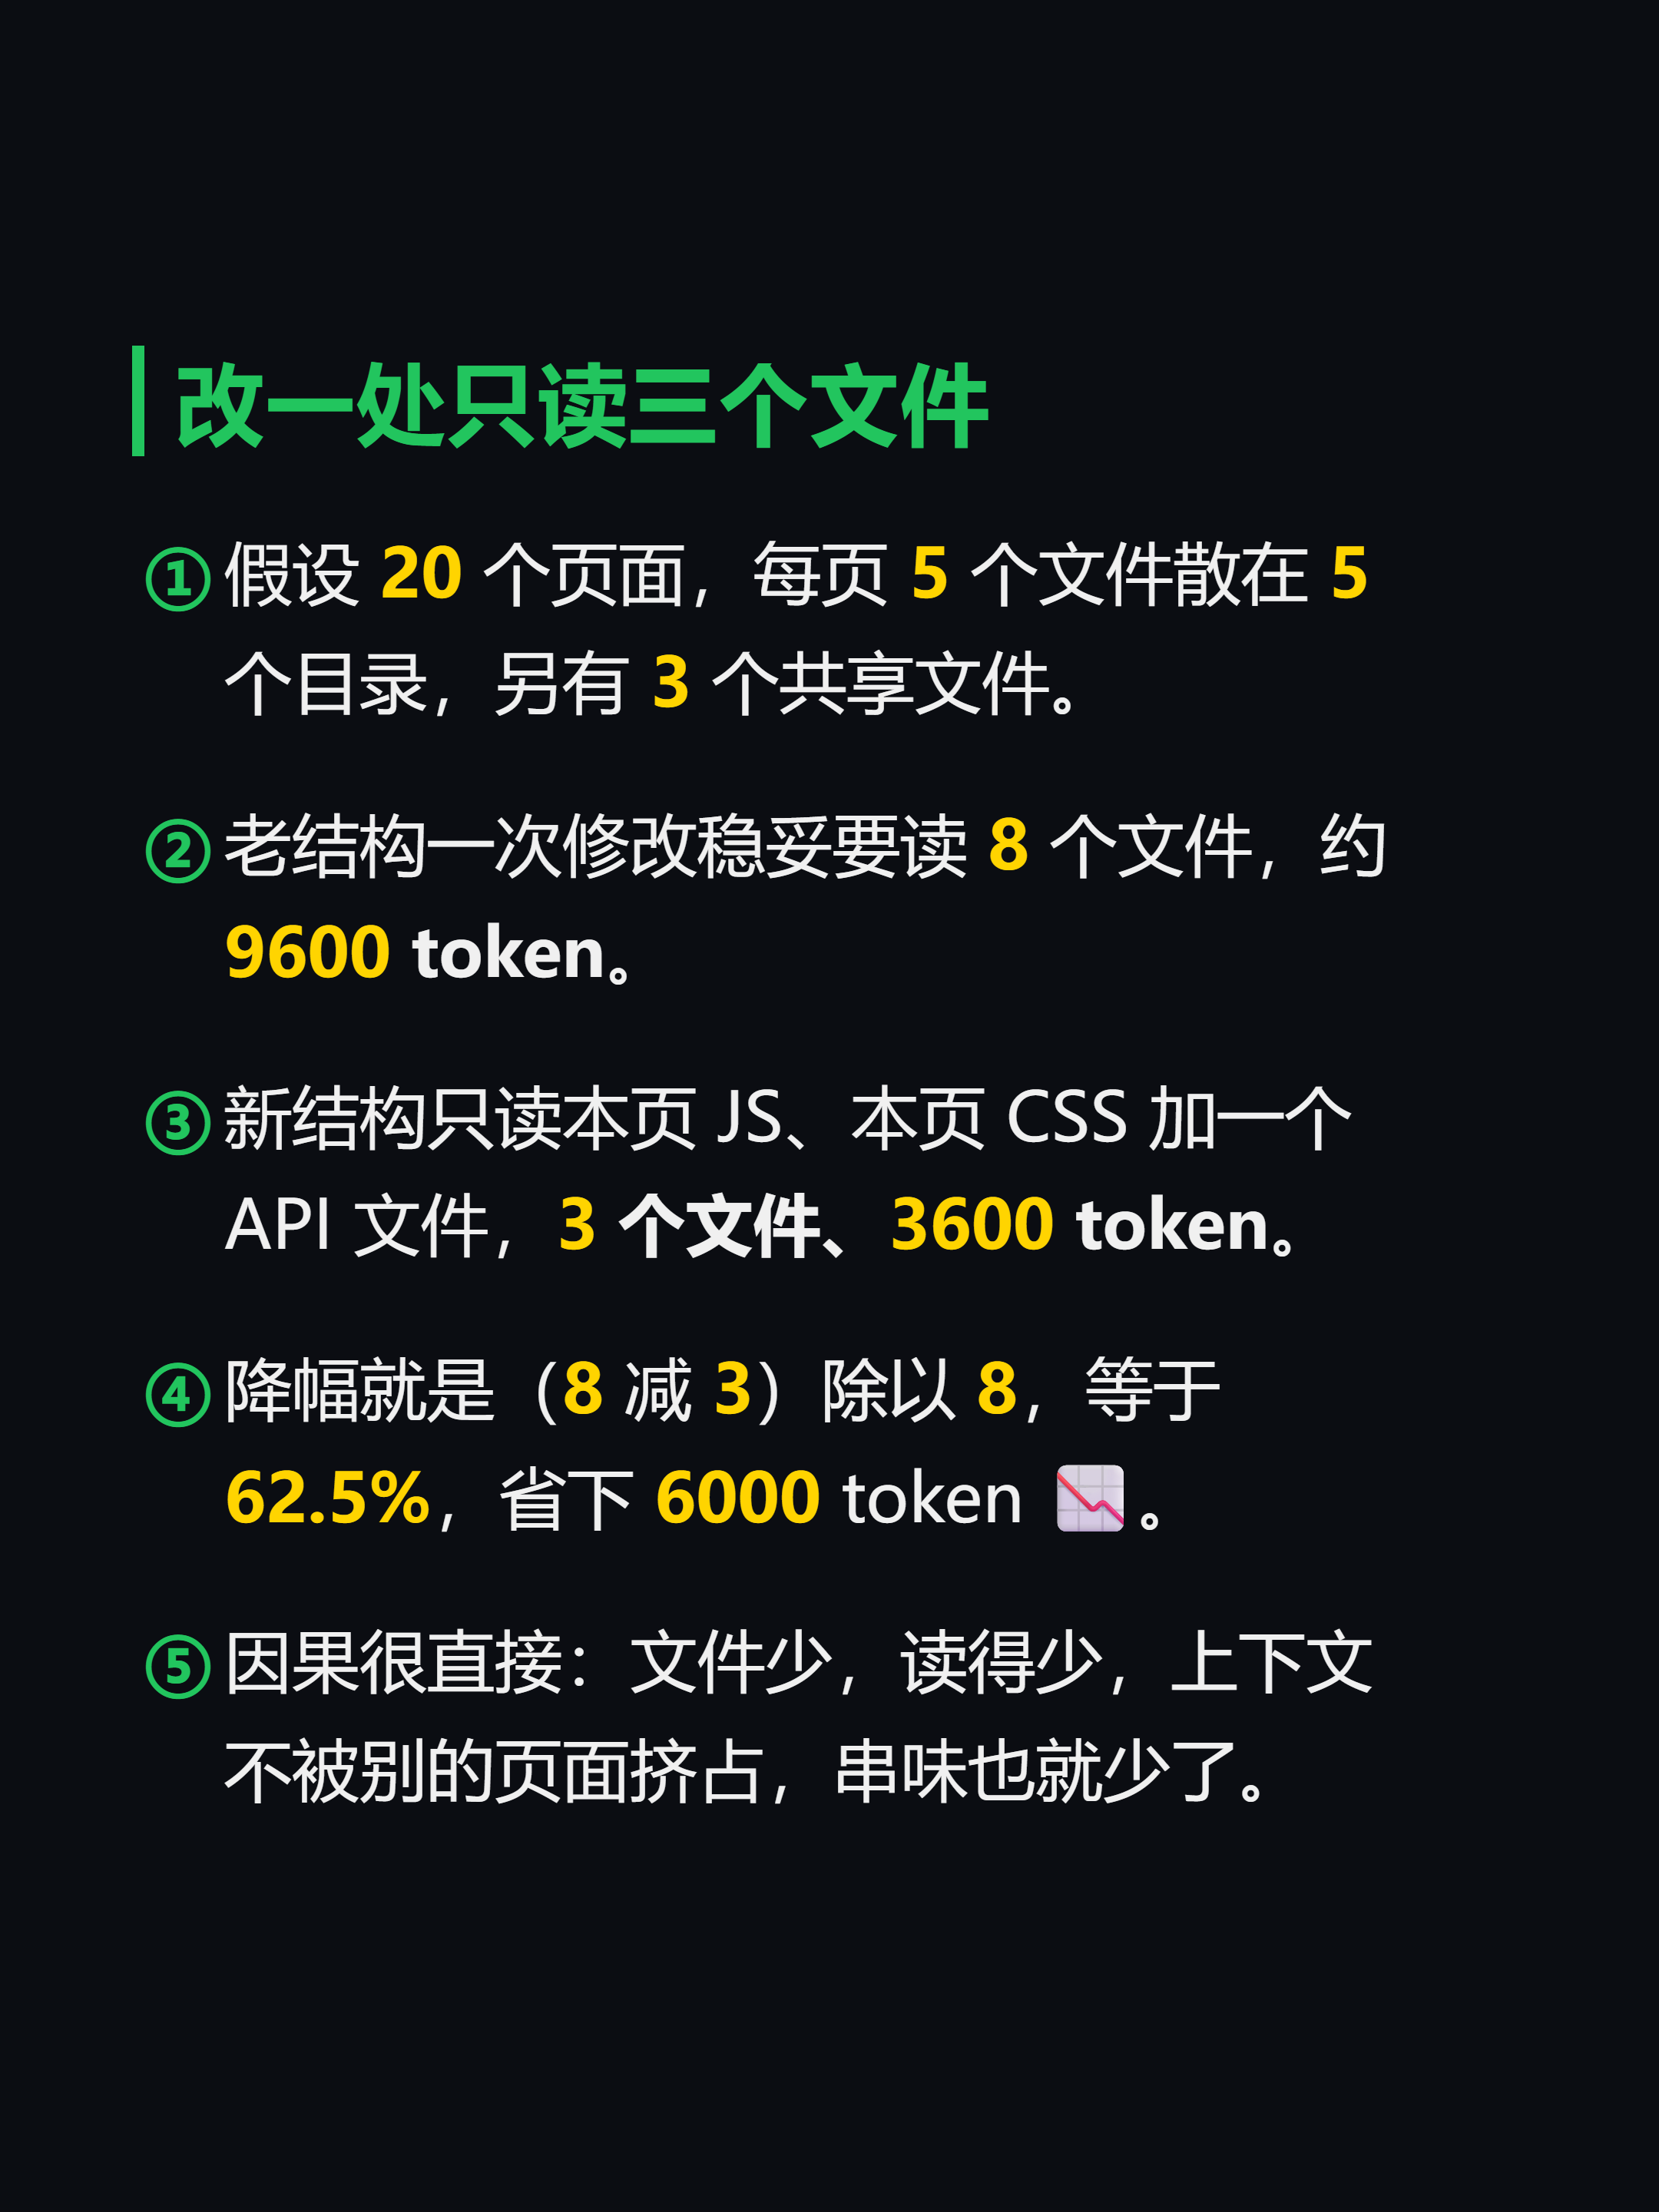 改一处只读三个文件
① 假设 20 个页面，每页 5 个文件散在 5
个目录，另有 3 个共享文件。
② 老结构一次修改稳妥要读 8 个文件，约
9600 token。
③ 新结构只读本页 JS、本页 CSS 加一个
API 文件，3 个文件、3600 token。
④ 降幅就是（8 减 3）除以 8，等于
62.5%，省下 6000 token 📉。
⑤ 因果很直接：文件少，读得少，上下文
不被别的页面挤占，串味也就少了。